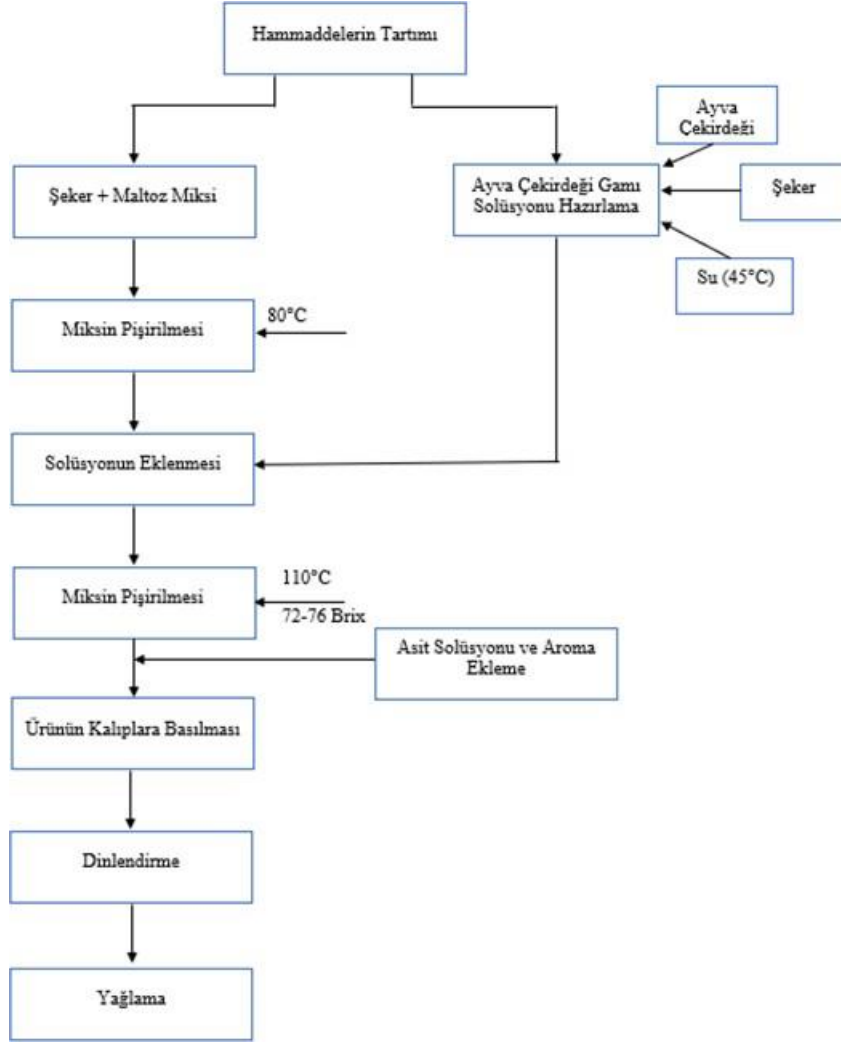 Hammaddelerin Tartımı
Ayva
Çekirdeği
Şeker + Maltoz Miksi
Ayva Çekirdeği Gamı
Solüsyonu Hazırlama
Şeker
Su (45°C)
Miksin Pişirilmesi
80°C
Solüsyonun Eklenmesi
Miksin Pişirilmesi
110°C
72-76 Brix
Asit Solüsyonu ve Aroma
Ekleme
Ürünün Kalıplara Basılması
Dinlendirme
Yağlama